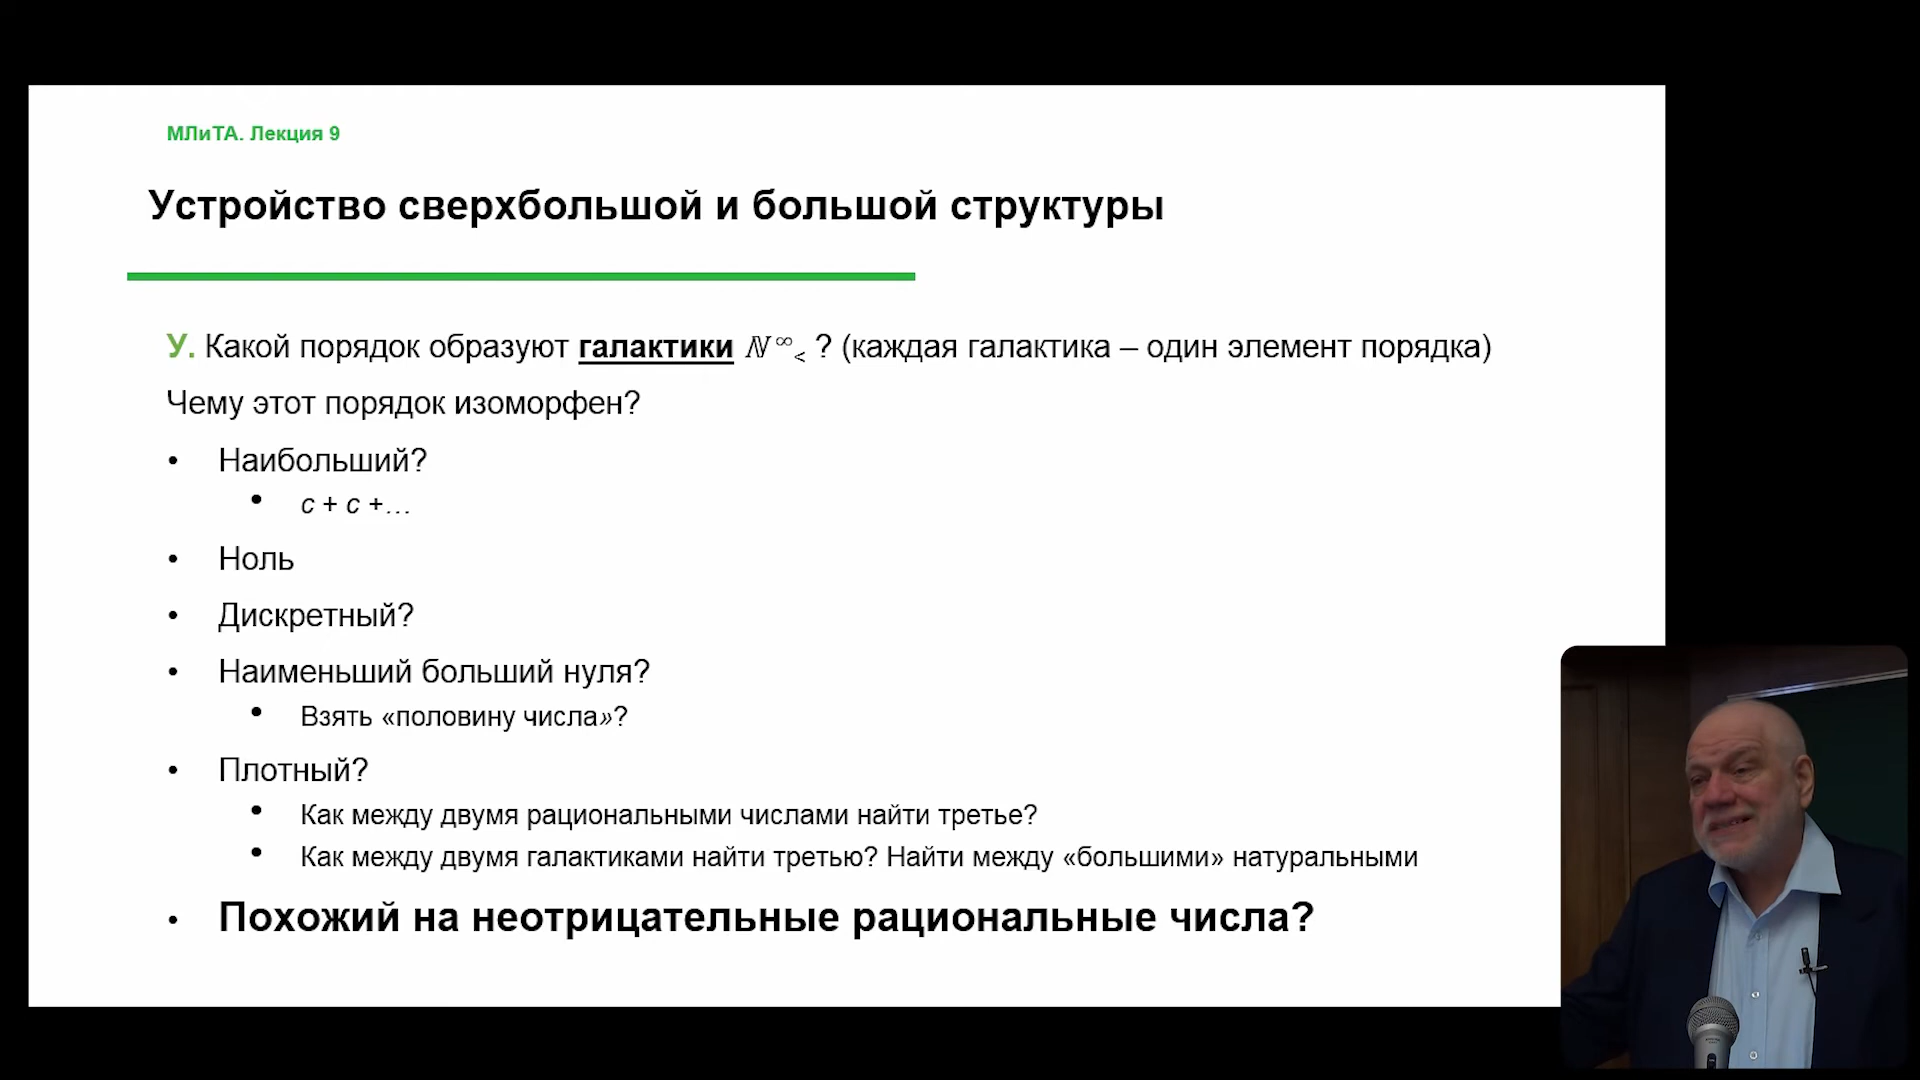 МЛиТА. Лекция 9
Устройство сверхбольшой и большой структуры
У. Какой порядок образуют галактики ℕ^∞_< ? (каждая галактика – один элемент порядка)
Чему этот порядок изоморфен?
• Наибольший?
• c + c +…
• Ноль
• Дискретный?
• Наименьший больший нуля?
• Взять «половину числа»?
• Плотный?
• Как между двумя рациональными числами найти третье?
• Как между двумя галактиками найти третью? Найти между «большими» натуральными
• Похожий на неотрицательные рациональные числа?